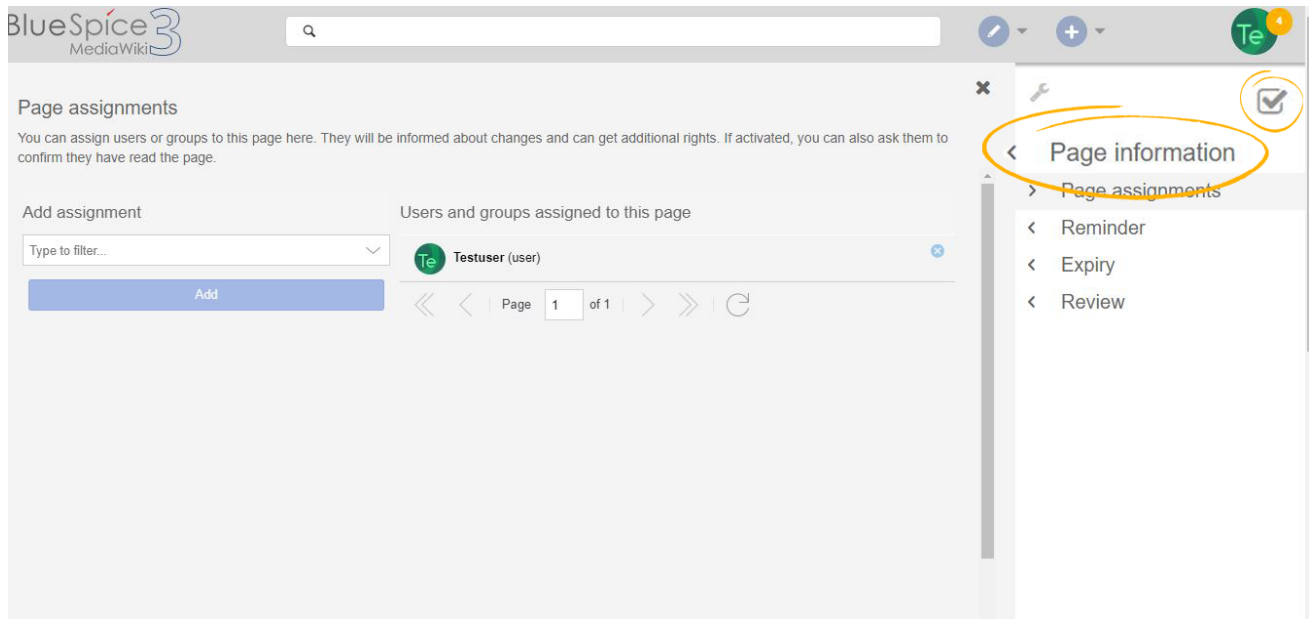 BlueSpice 3
MediaWiki
Te
4
Page assignments
You can assign users or groups to this page here. They will be informed about changes and can get additional rights. If activated, you can also ask them to
confirm they have read the page.
Add assignment
Type to filter...
Add
Users and groups assigned to this page
Te Testuser (user)
Page 1 of 1
Page information
Page assignments
Reminder
Expiry
Review